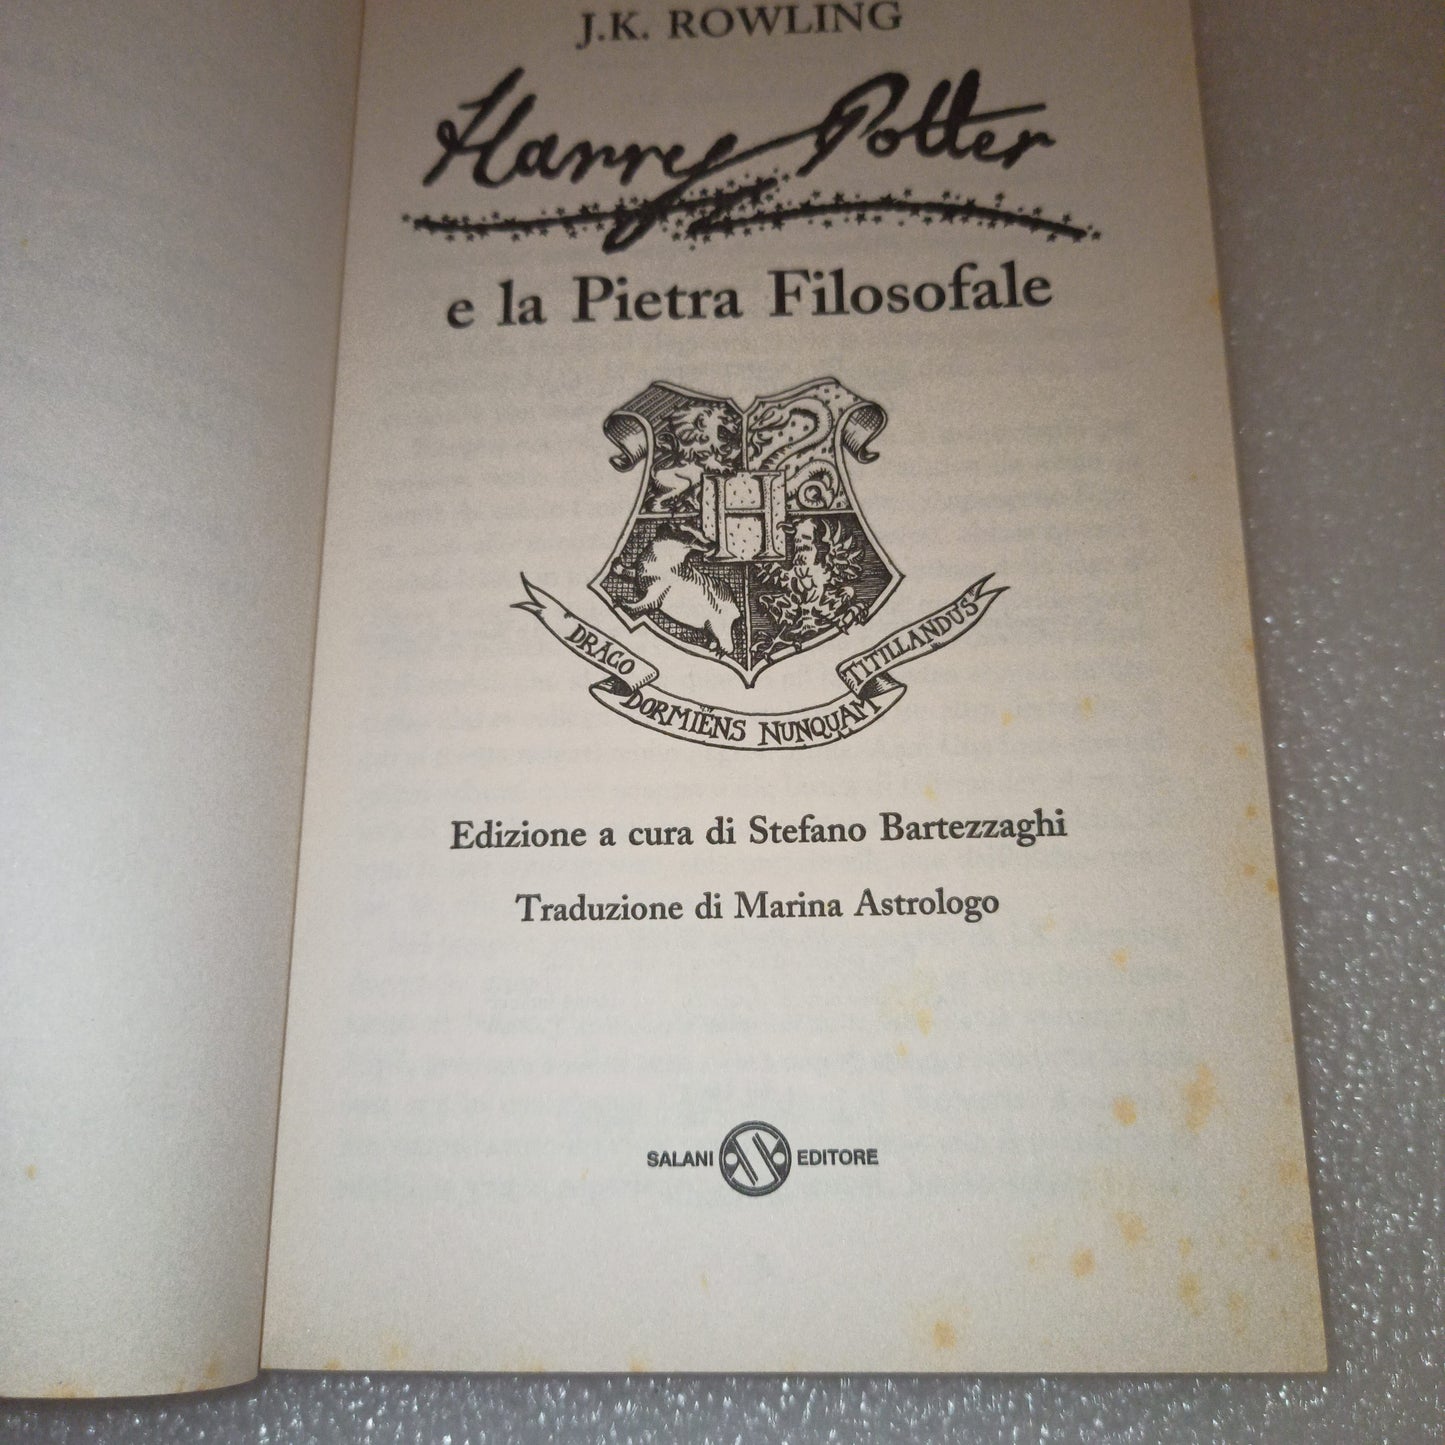 J.K. ROWLING
Harry Potter
e la Pietra Filosofale
H
DRACO
DORMIENS NUNQUAM
TITILLANDUS
Edizione a cura di Stefano Bartezzaghi
Traduzione di Marina Astrologo
SALANI EDITORE